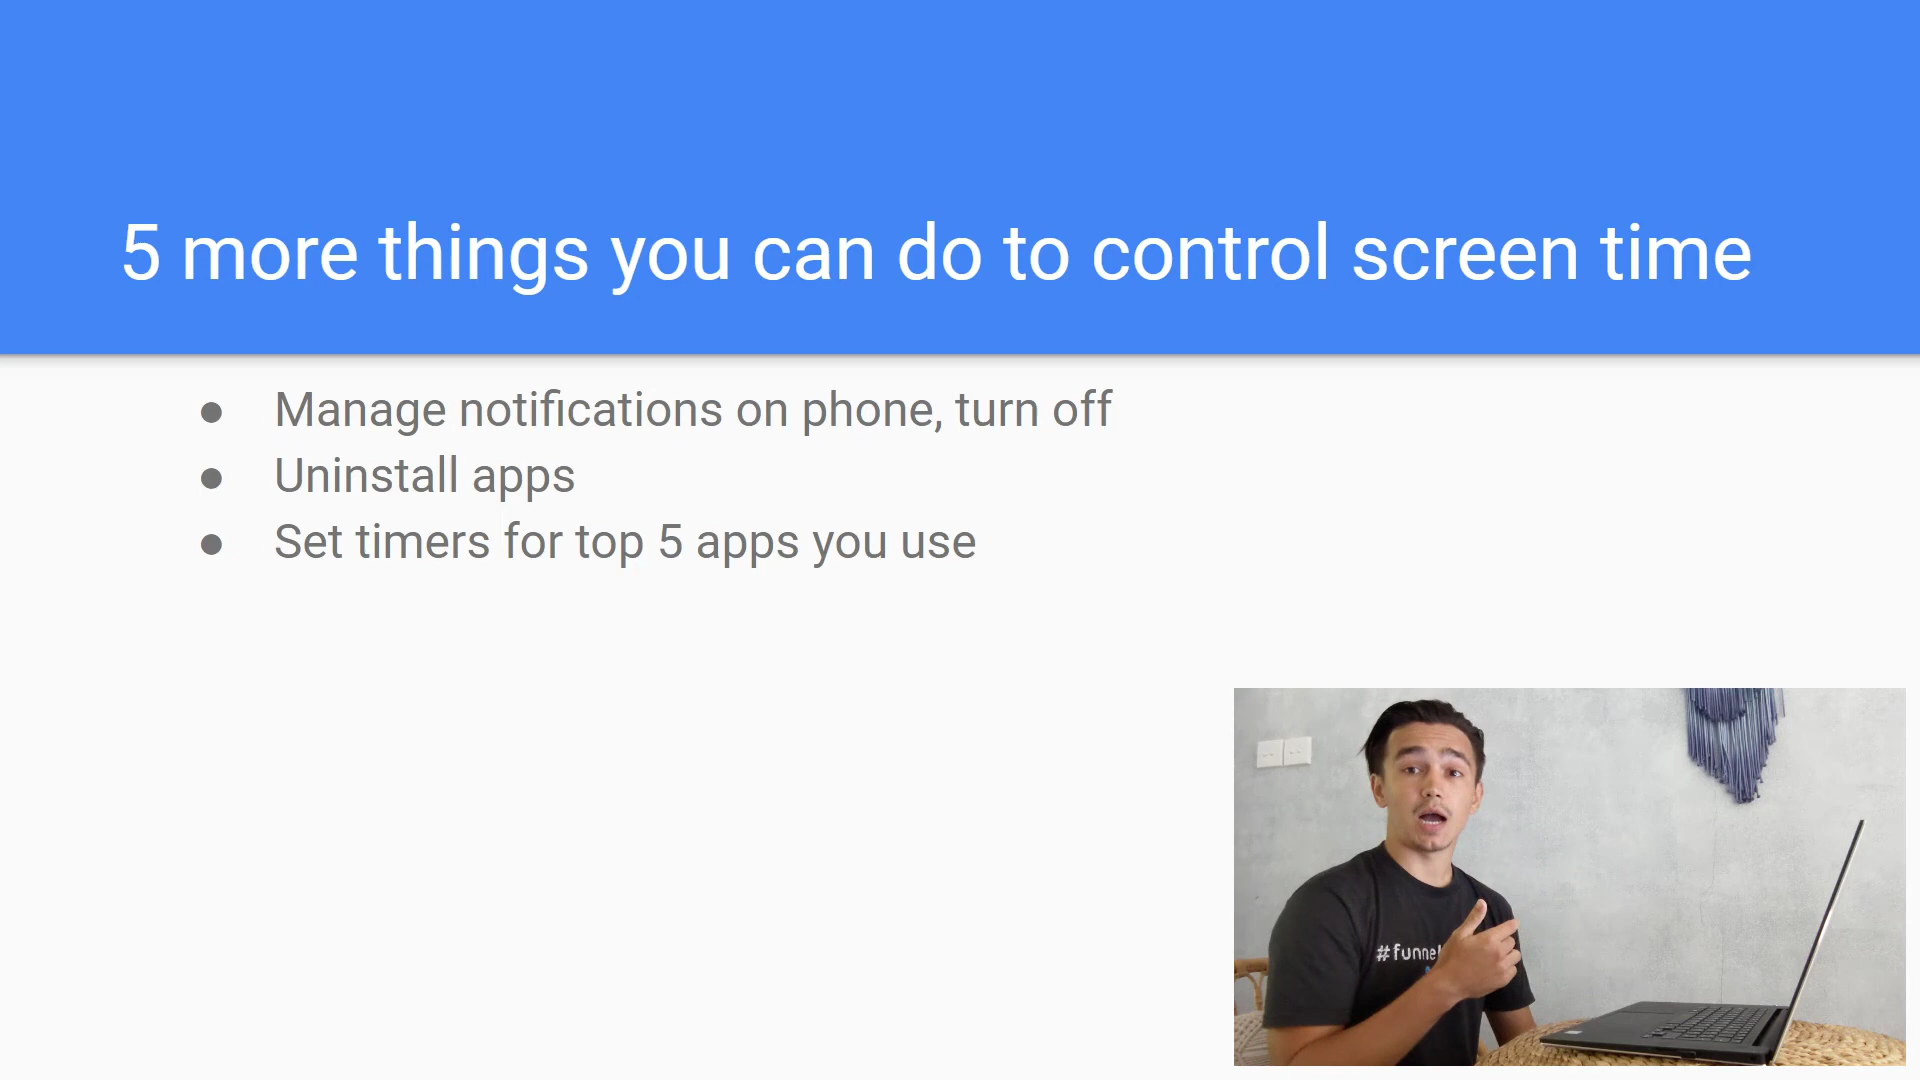 5 more things you can do to control screen time
● Manage notifications on phone, turn off
● Uninstall apps
● Set timers for top 5 apps you use